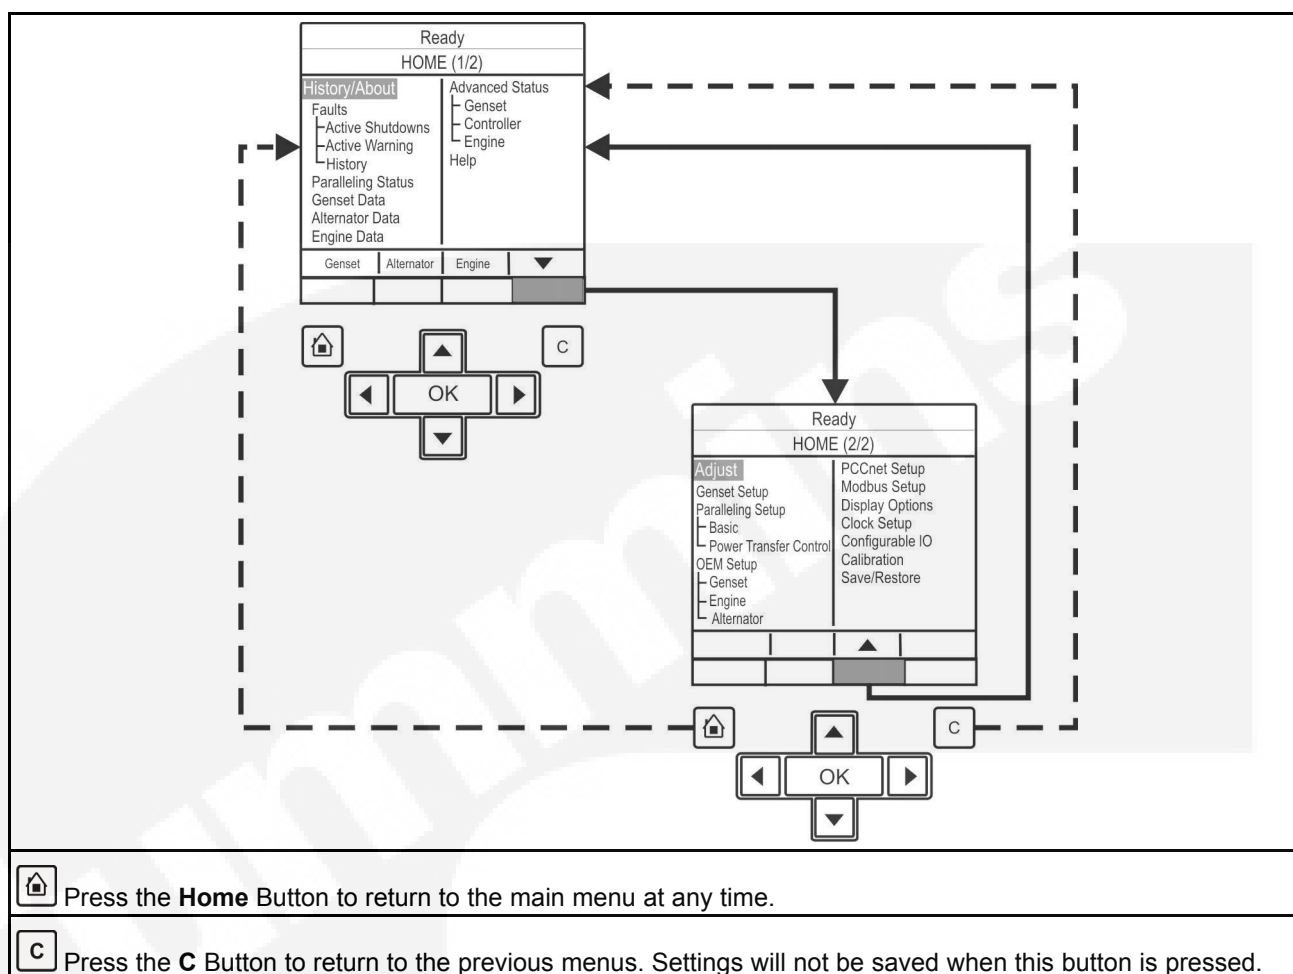 Ready
HOME (1/2)
History/About
Faults
Active Shutdowns
Active Warning
History
Paralleling Status
Genset Data
Alternator Data
Engine Data
Advanced Status
Genset
Controller
Engine
Help
Genset Alternator Engine
C
OK
Ready
HOME (2/2)
Adjust
Genset Setup
Paralleling Setup
Basic
Power Transfer Control
OEM Setup
Genset
Engine
Alternator
PCCnet Setup
Modbus Setup
Display Options
Clock Setup
Configurable IO
Calibration
Save/Restore
C
OK
Press the Home Button to return to the main menu at any time.
C Press the C Button to return to the previous menus. Settings will not be saved when this button is pressed.
cummins